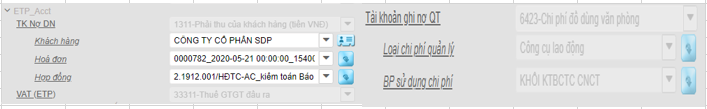 ETP_Acct
TK Nợ DN 1311-Phải thu của khách hàng (tiền VNĐ)
Khách hàng CÔNG TY CỔ PHẦN SDP
Hoá đơn 0000782_2020-05-21 00:00:00_15400
Hợp đồng 2.1912.001/HĐTC-AC_kiểm toán Báo
VAT (ETP) 33311-Thuế GTGT đầu ra
Tài khoản ghi nợ QT 6423-Chi phí đồ dùng văn phòng
Loại chi phí quản lý Công cụ lao động
BP sử dụng chi phí KHỐI KTBCTC CNCT